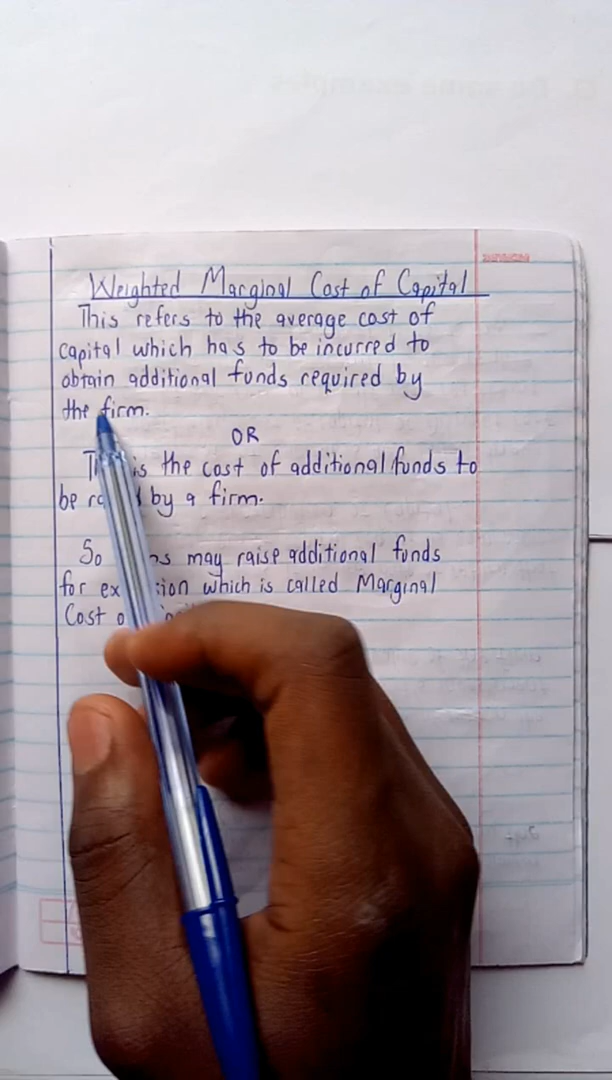 Weighted Marginal Cost of Capital
This refers to the average cost of
capital which has to be incurred to
obtain additional funds required by
the firm.
OR
is the cost of additional funds to
be by a firm.
So may raise additional funds
for which is called Marginal
Cost